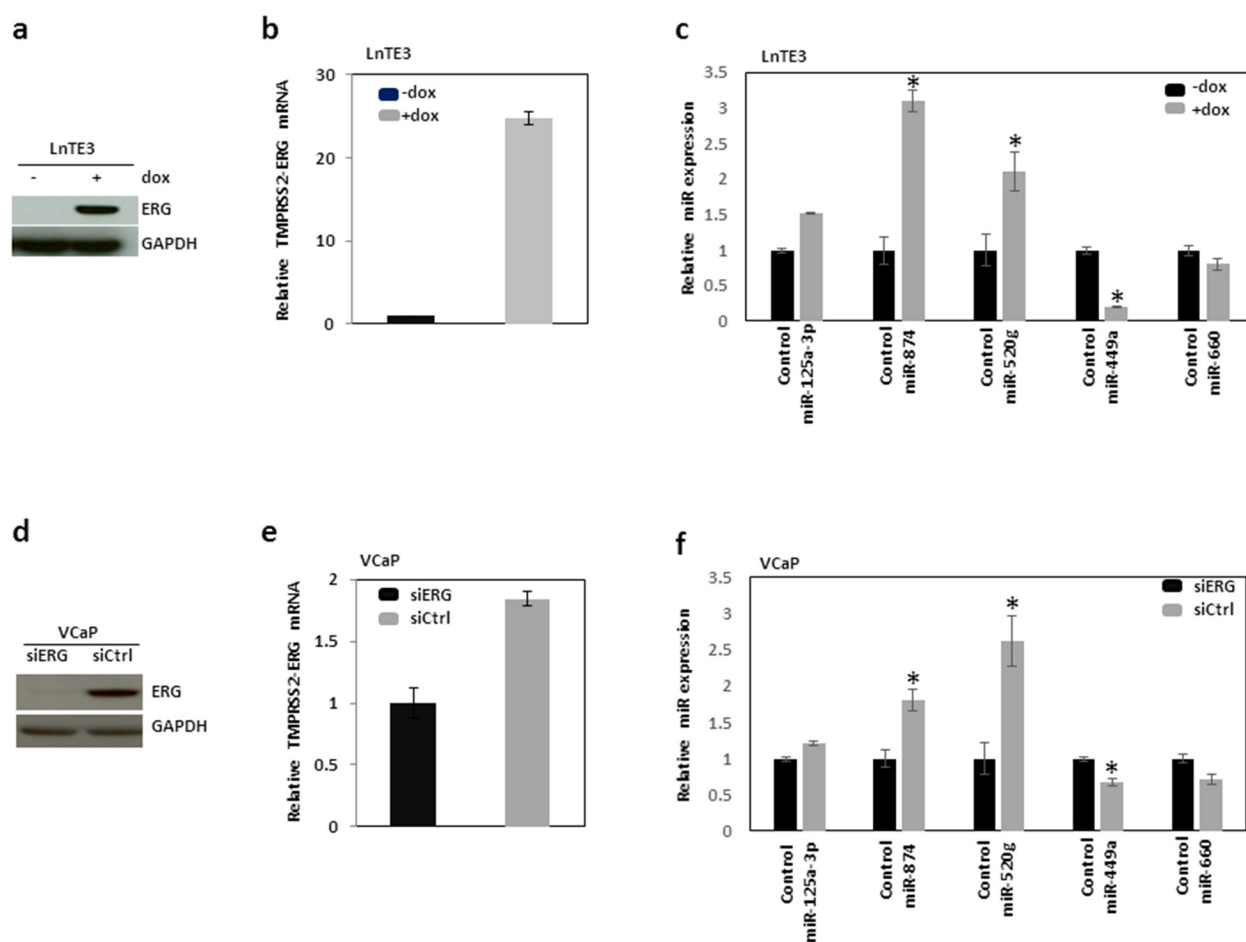 a
LnTE3
- + dox
ERG
GAPDH
b
LnTE3
Relative TMPRSS2-ERG mRNA
30
20
10
0
-dox
+dox
c
LnTE3
Relative miR expression
3.5
3
2.5
2
1.5
1
0.5
0
-dox
+dox
*
*
*
Control
miR-125a-3p
Control
miR-874
Control
miR-520g
Control
miR-449a
Control
miR-660
d
VCaP
siERG siCtrl
ERG
GAPDH
e
VCaP
Relative TMPRSS2-ERG mRNA
2
1.5
1
0.5
0
siERG
siCtrl
f
VCaP
Relative miR expression
3.5
3
2.5
2
1.5
1
0.5
0
siERG
siCtrl
*
*
*
Control
miR-125a-3p
Control
miR-874
Control
miR-520g
Control
miR-449a
Control
miR-660